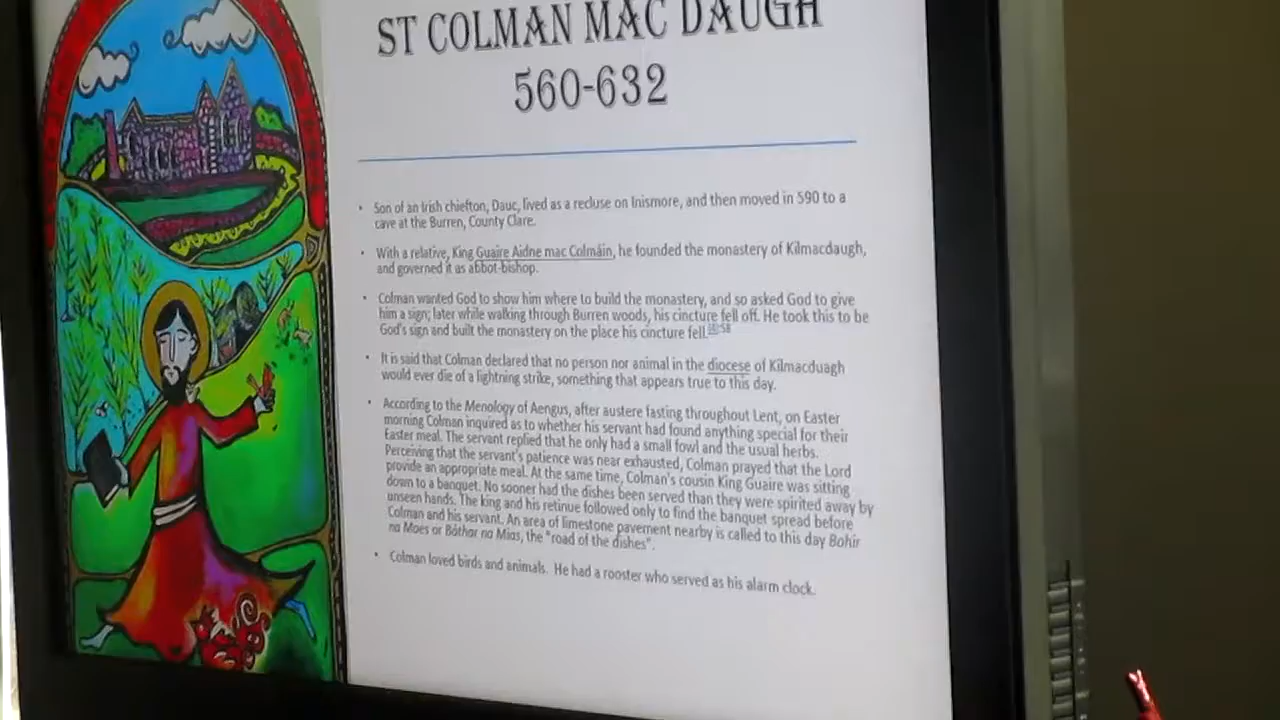 ST COLMAN MAC DAUGH
560-632
• Son of an Irish chiefton, Dauc, lived as a recluse on Inismore, and then moved in 590 to a
cave at the Burren, County Clare.
• With a relative, King Guaire Aidne mac Colmáin, he founded the monastery of Kilmacdaugh,
and governed it as abbot-bishop.
• Colman wanted God to show him where to build the monastery, and so asked God to give
him a sign; later while walking through Burren woods, his cincture fell off. He took this to be
God's sign and built the monastery on the place his cincture fell.
• It is said that Colman declared that no person nor animal in the diocese of Kilmacduagh
would ever die of a lightning strike, something that appears true to this day.
• According to the Menology of Aengus, after austere fasting throughout Lent, on Easter
morning Colman inquired as to whether his servant had found anything special for their
Easter meal. The servant replied that he only had a small fowl and the usual herbs.
Perceiving that the servant's patience was near exhausted, Colman prayed that the Lord
provide an appropriate meal. At the same time, Colman's cousin King Guaire was sitting
down to a banquet. No sooner had the dishes been served than they were spirited away by
unseen hands. The king and his retinue followed only to find the banquet spread before
Colman and his servant. An area of limestone pavement nearby is called to this day Bohir
na Maes or Bóthar na Mias, the "road of the dishes".
• Colman loved birds and animals. He had a rooster who served as his alarm clock.